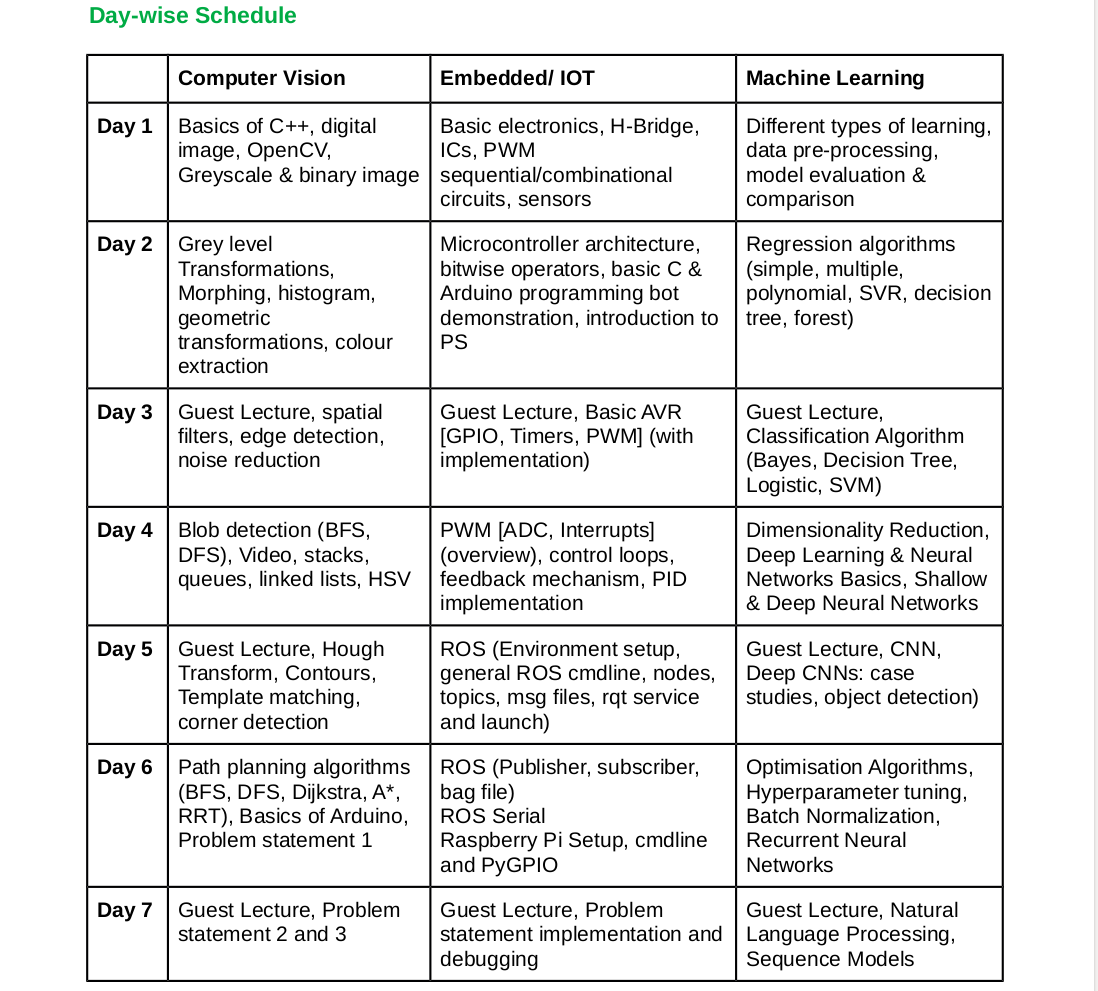 Day-wise Schedule
Computer Vision
Embedded/ IOT
Machine Learning
Day 1
Basics of C++, digital
image, OpenCV,
Greyscale & binary image
Basic electronics, H-Bridge,
ICs, PWM
sequential/combinational
circuits, sensors
Different types of learning,
data pre-processing,
model evaluation &
comparison
Day 2
Grey level
Transformations,
Morphing, histogram,
geometric
transformations, colour
extraction
Microcontroller architecture,
bitwise operators, basic C &
Arduino programming bot
demonstration, introduction to
PS
Regression algorithms
(simple, multiple,
polynomial, SVR, decision
tree, forest)
Day 3
Guest Lecture, spatial
filters, edge detection,
noise reduction
Guest Lecture, Basic AVR
[GPIO, Timers, PWM] (with
implementation)
Guest Lecture,
Classification Algorithm
(Bayes, Decision Tree,
Logistic, SVM)
Day 4
Blob detection (BFS,
DFS), Video, stacks,
queues, linked lists, HSV
PWM [ADC, Interrupts]
(overview), control loops,
feedback mechanism, PID
implementation
Dimensionality Reduction,
Deep Learning & Neural
Networks Basics, Shallow
& Deep Neural Networks
Day 5
Guest Lecture, Hough
Transform, Contours,
Template matching,
corner detection
ROS (Environment setup,
general ROS cmdline, nodes,
topics, msg files, rqt service
and launch)
Guest Lecture, CNN,
Deep CNNs: case
studies, object detection)
Day 6
Path planning algorithms
(BFS, DFS, Dijkstra, A*,
RRT), Basics of Arduino,
Problem statement 1
ROS (Publisher, subscriber,
bag file)
ROS Serial
Raspberry Pi Setup, cmdline
and PyGPIO
Optimisation Algorithms,
Hyperparameter tuning,
Batch Normalization,
Recurrent Neural
Networks
Day 7
Guest Lecture, Problem
statement 2 and 3
Guest Lecture, Problem
statement implementation and
debugging
Guest Lecture, Natural
Language Processing,
Sequence Models